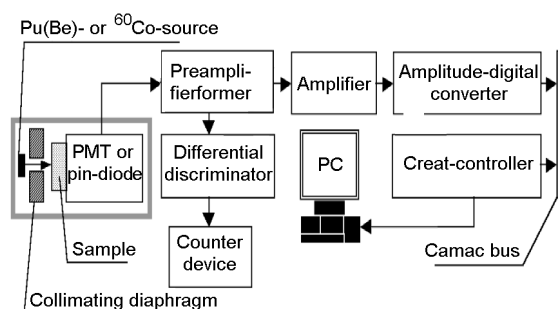 Pu(Be)- or ⁶⁰Co-source
Preampli-
fierformer
Amplifier
Amplitude-digital
converter
PMT or
pin-diode
Differential
discriminator
PC
Creat-controller
Sample
Counter
device
Camac bus
Collimating diaphragm